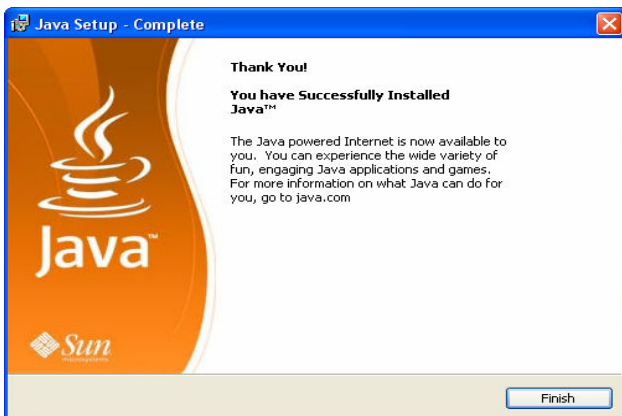 Java Setup - Complete
Thank You!
You have Successfully Installed
Java™
The Java powered Internet is now available to
you. You can experience the wide variety of
fun, engaging Java applications and games.
For more information on what Java can do for
you, go to java.com
Java™
Sun
microsystems
Finish